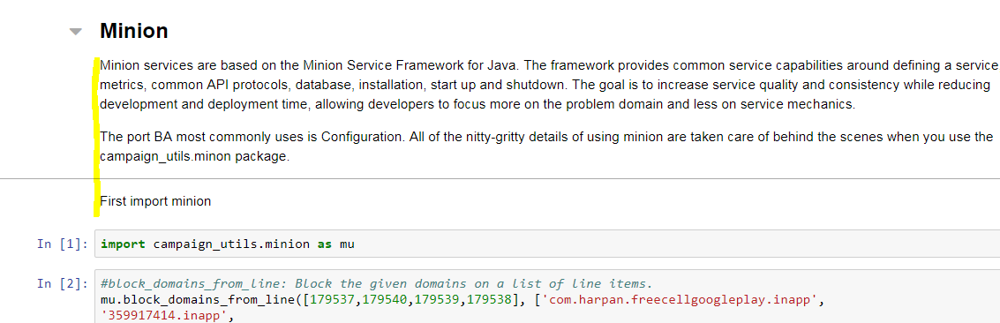 Minion
Minion services are based on the Minion Service Framework for Java. The framework provides common service capabilities around defining a service
metrics, common API protocols, database, installation, start up and shutdown. The goal is to increase service quality and consistency while reducing
development and deployment time, allowing developers to focus more on the problem domain and less on service mechanics.
The port BA most commonly uses is Configuration. All of the nitty-gritty details of using minion are taken care of behind the scenes when you use the
campaign_utils.minon package.
First import minion
In [1]: import campaign_utils.minion as mu
In [2]: #block_domains_from_line: Block the given domains on a list of line items.
mu.block_domains_from_line([179537,179540,179539,179538], ['com.harpan.freecellgoogleplay.inapp',
'359917414.inapp',